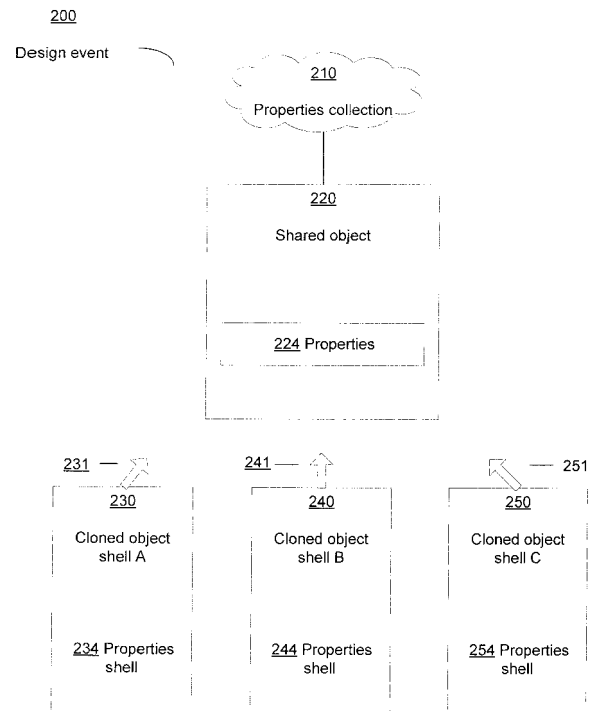 200
Design event
210
Properties collection
220
Shared object
224 Properties
231
241
251
230
240
250
Cloned object
shell A
Cloned object
shell B
Cloned object
shell C
234 Properties
shell
244 Properties
shell
254 Properties
shell